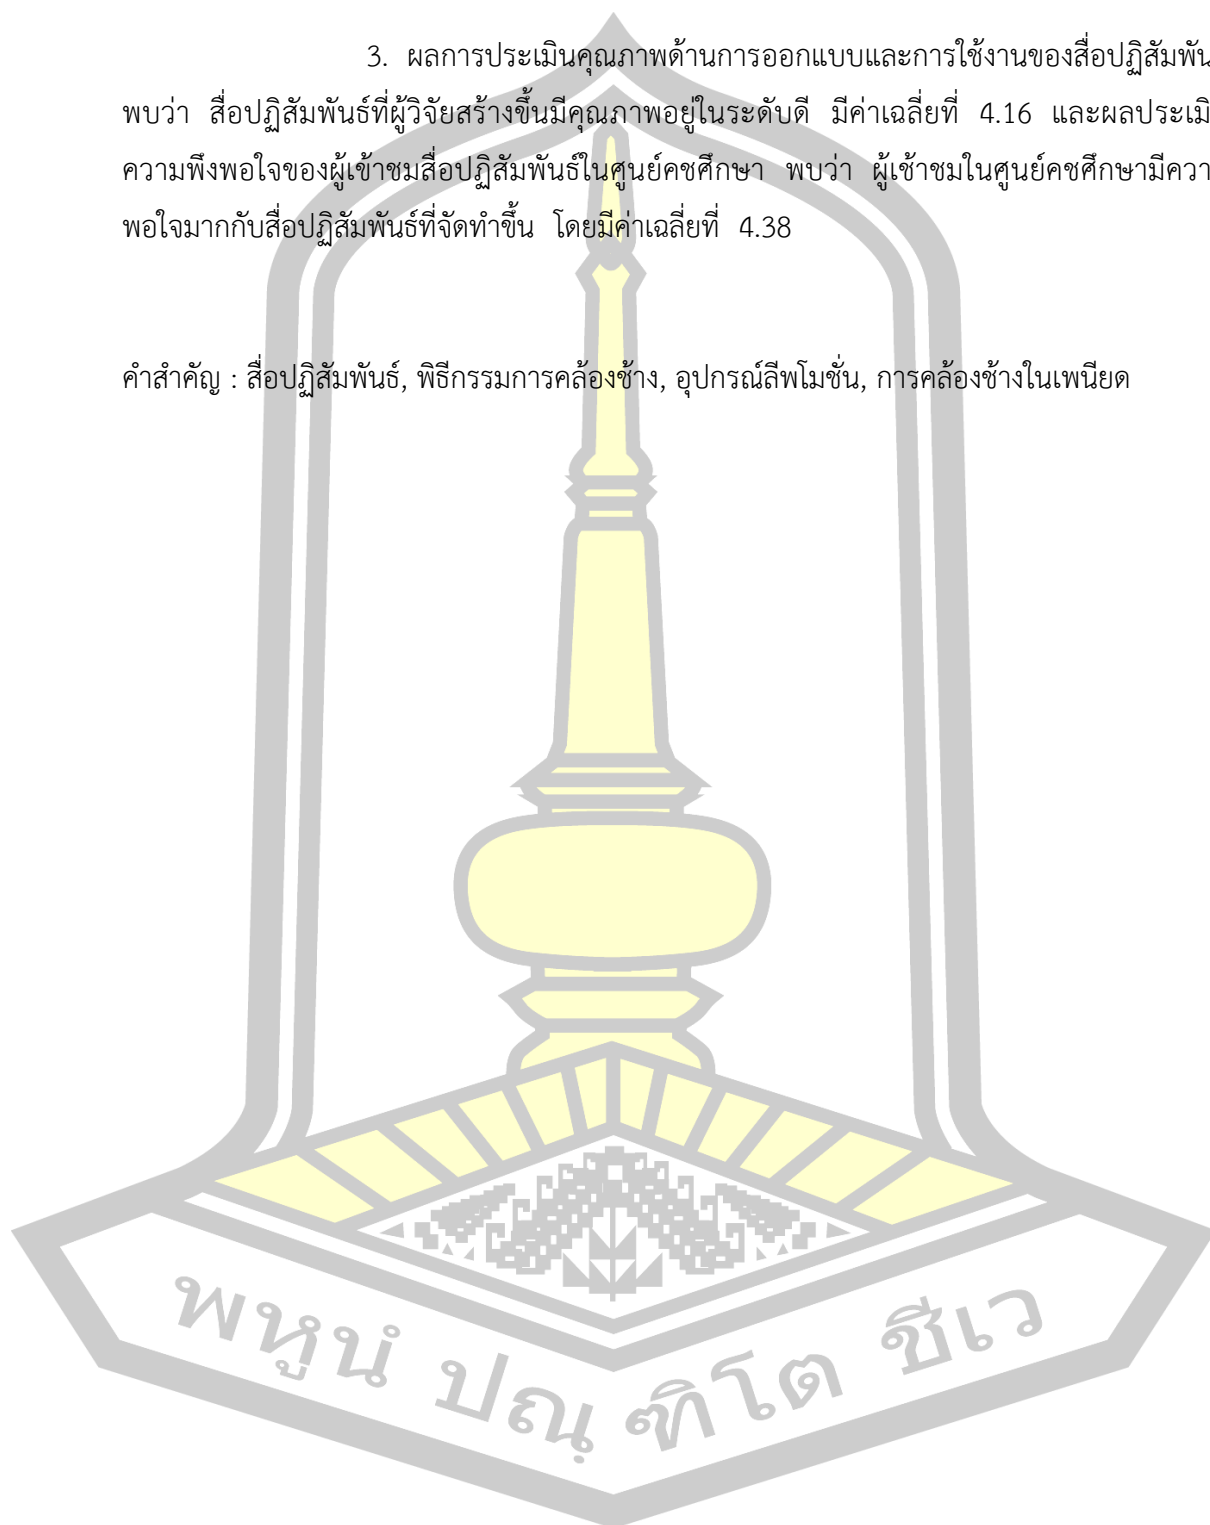 3. ผลการประเมินคุณภาพด้านการออกแบบและการใช้งานของสื่อปฏิสัมพัน
พบว่า สื่อปฏิสัมพันธ์ที่ผู้วิจัยสร้างขึ้นมีคุณภาพอยู่ในระดับดี มีค่าเฉลี่ยที่ 4.16 และผลประเมิ
ความพึงพอใจของผู้เข้าชมสื่อปฏิสัมพันธ์ในศูนย์คชศึกษา พบว่า ผู้เช้าชมในศูนย์คชศึกษามีควา
พอใจมากกับสื่อปฏิสัมพันธ์ที่จัดทำขึ้น โดยมีค่าเฉลี่ยที่ 4.38
คำสำคัญ : สื่อปฏิสัมพันธ์, พิธีกรรมการคล้องช้าง, อุปกรณ์ลีพโมชั่น, การคล้องช้างในเพนียด
พหูนํ ปณฺ ฑิโต ชีเว